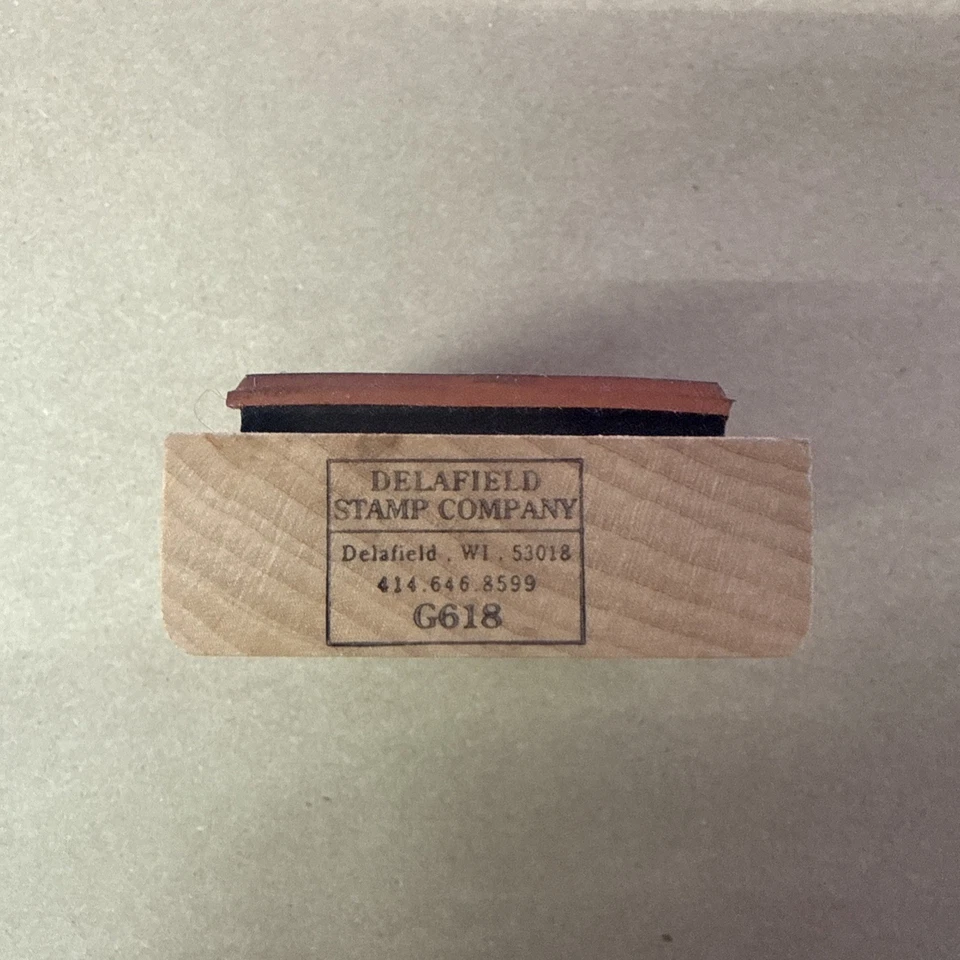 DELAFIELD
STAMP COMPANY
Delafield . WI . 53018
414.646.8599
G618